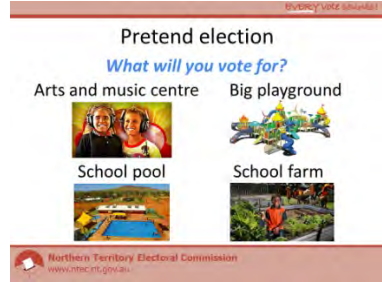 EVERY vote counts!
Pretend election
What will you vote for?
Arts and music centre Big playground
School pool School farm
Northern Territory Electoral Commission
www.ntec.nt.gov.au